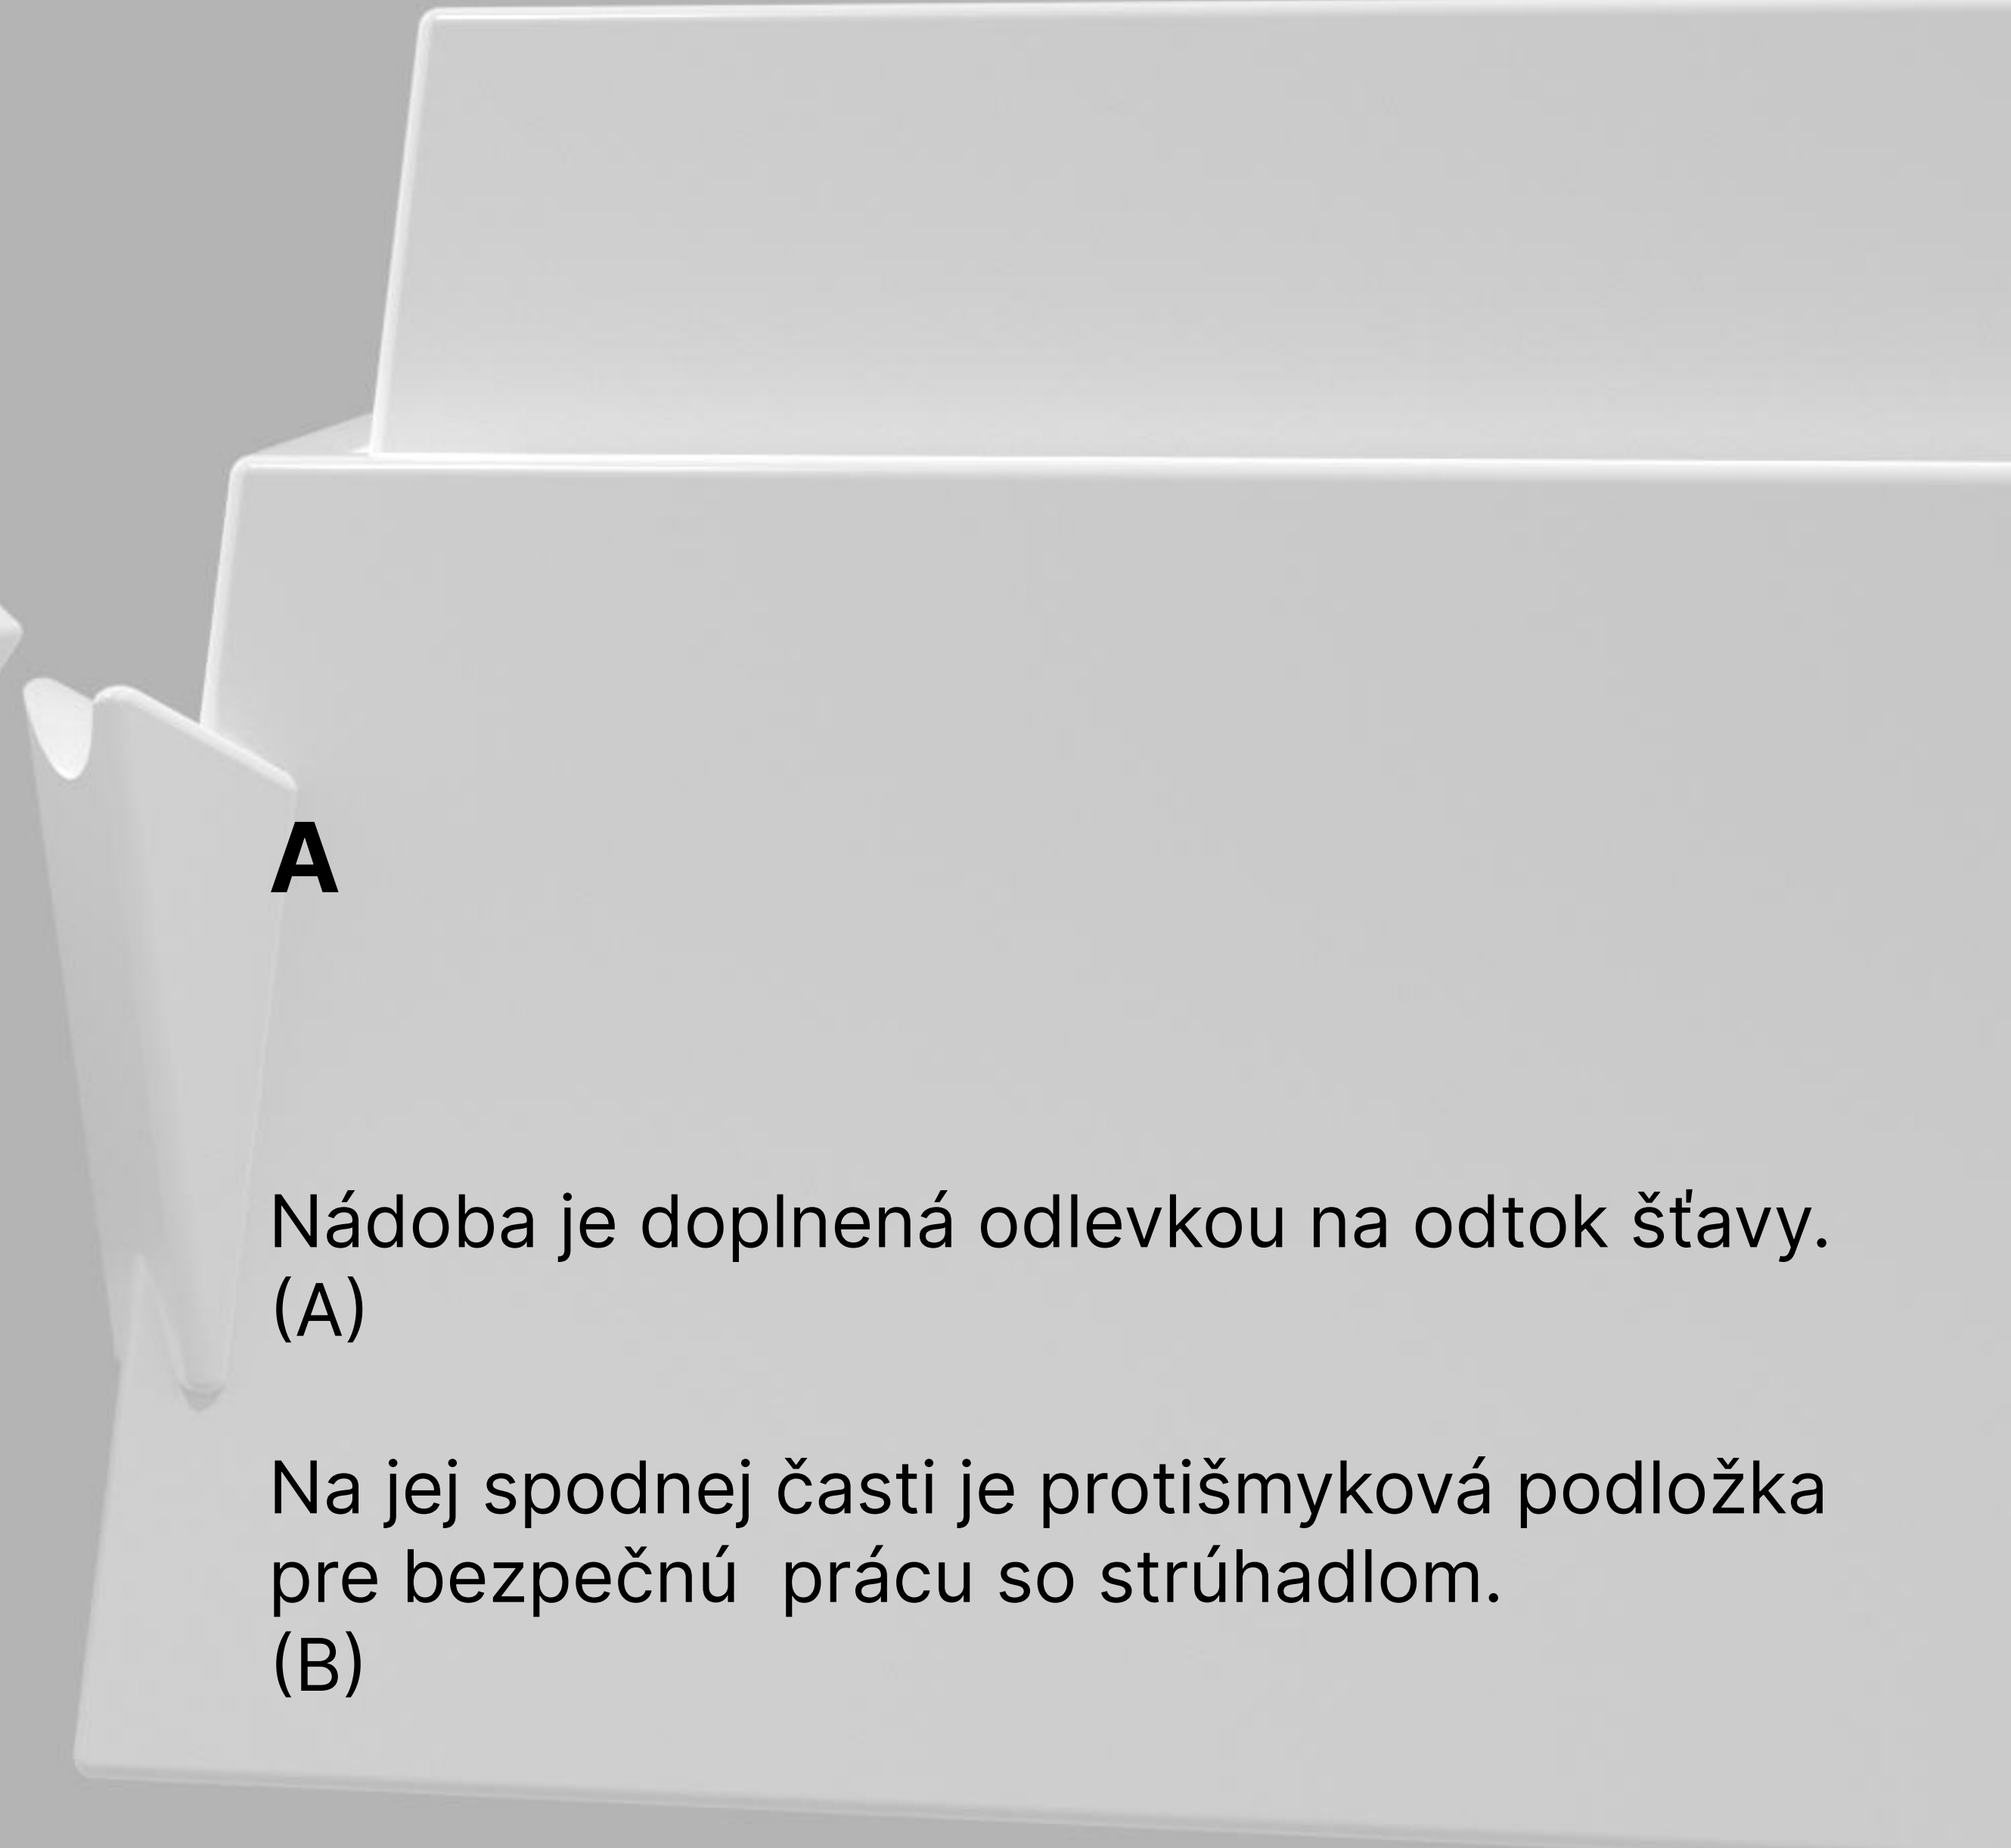 A
Nádoba je doplnená odlevkou na odtok šťavy.
(A)
Na jej spodnej časti je protišmyková podložka
pre bezpečnú  prácu so strúhadlom.
(B)